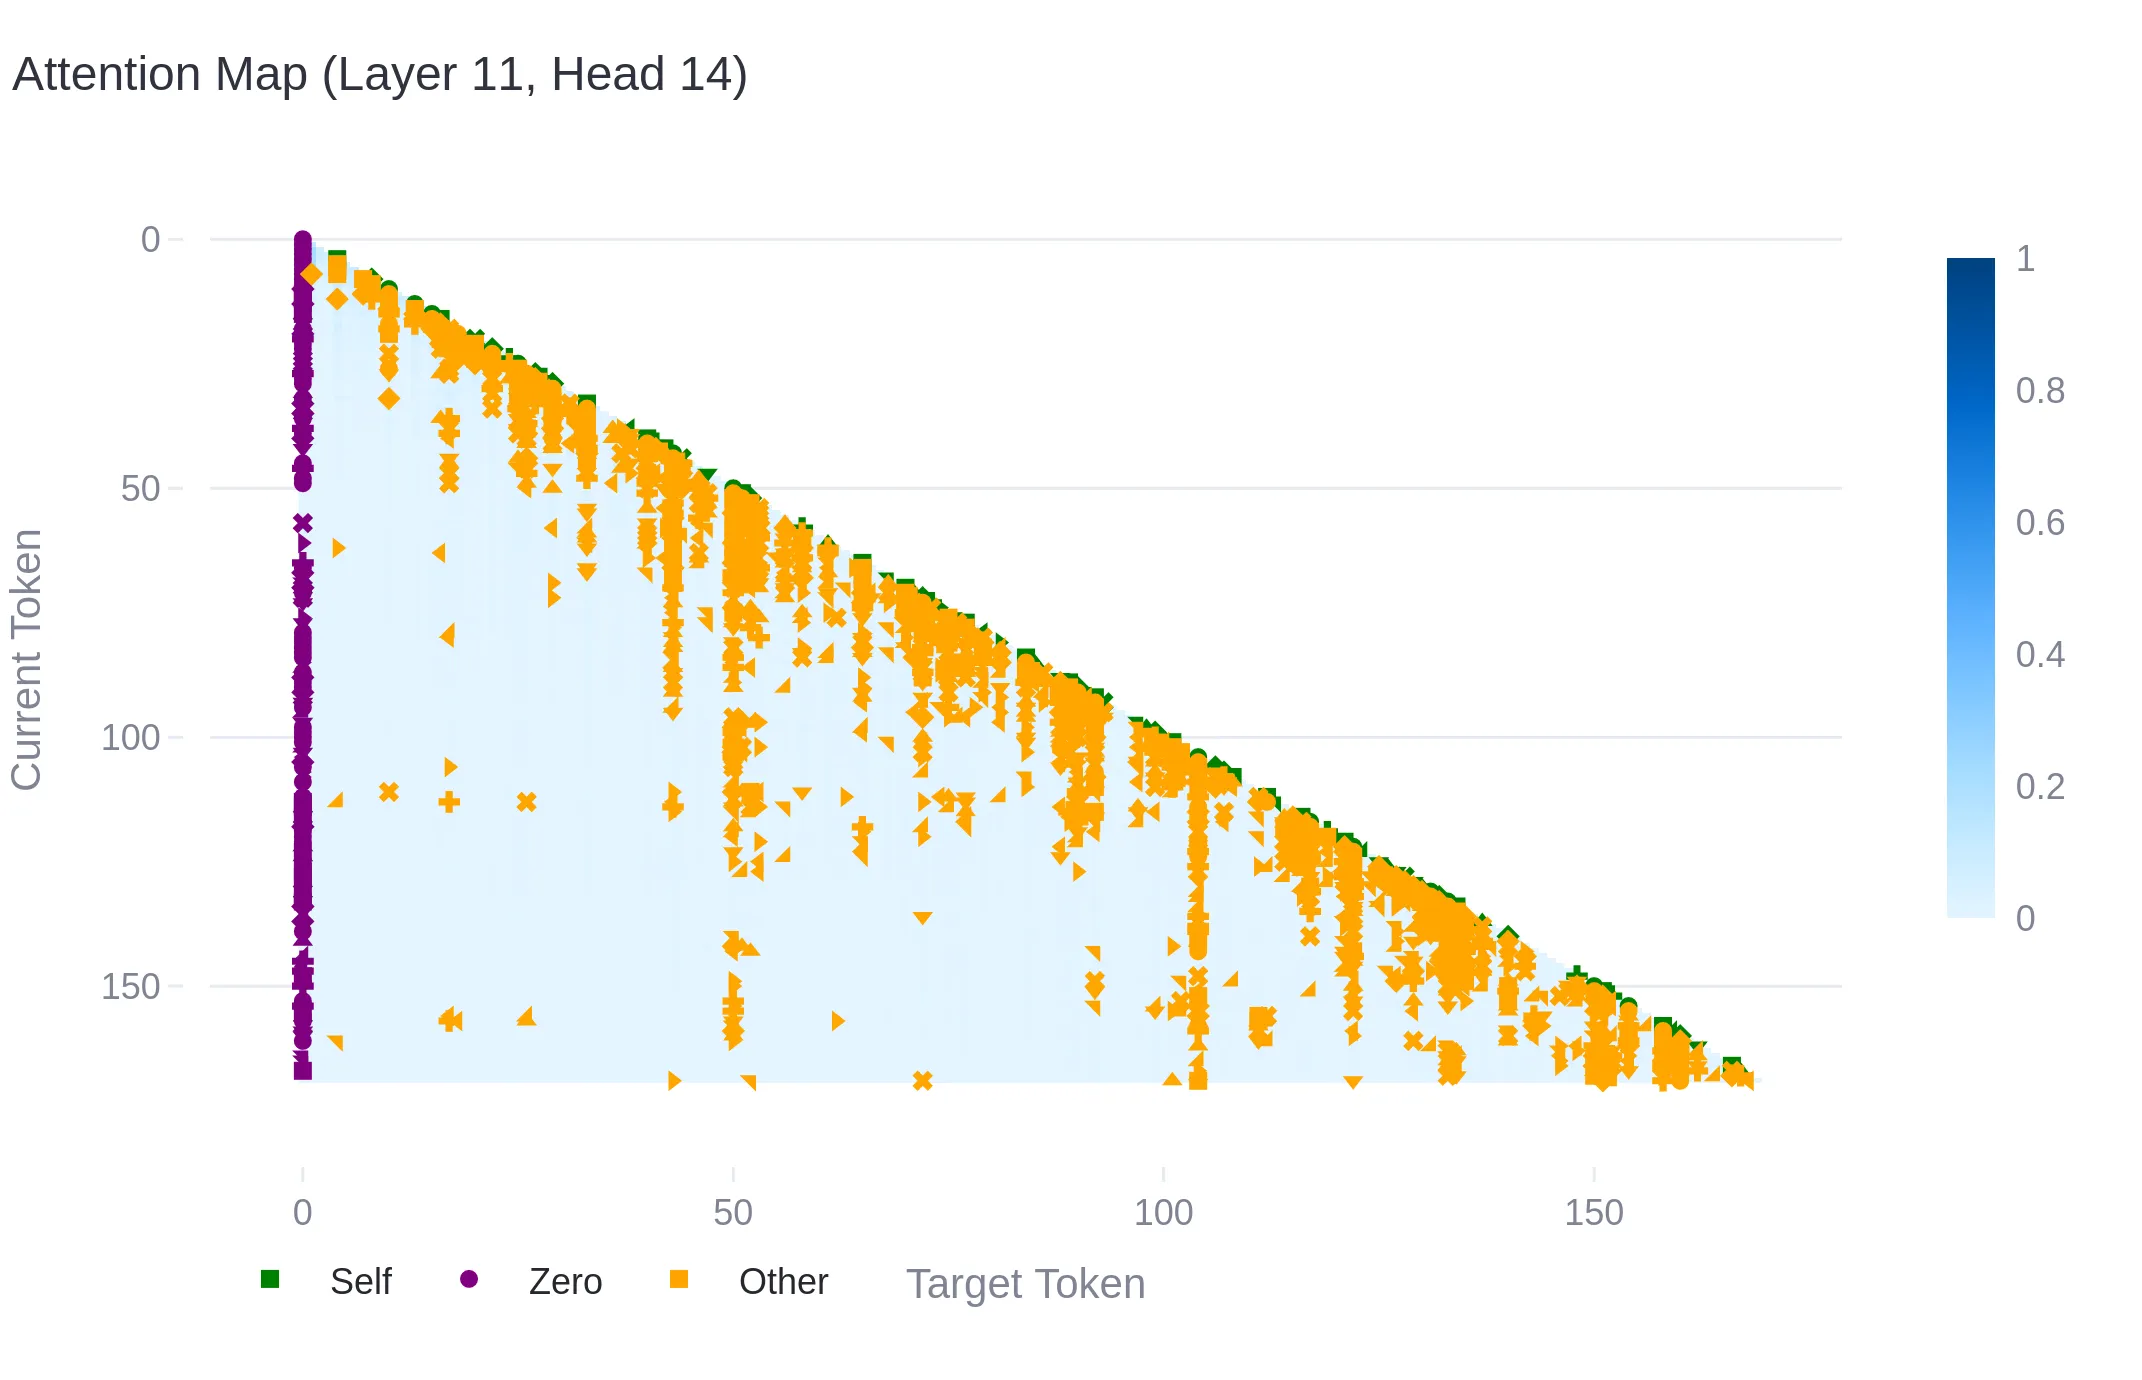 Attention Map (Layer 11, Head 14)
0
50
100
150
Current Token
1
0.8
0.6
0.4
0.2
0
0 50 100 150
Self Zero Other Target Token